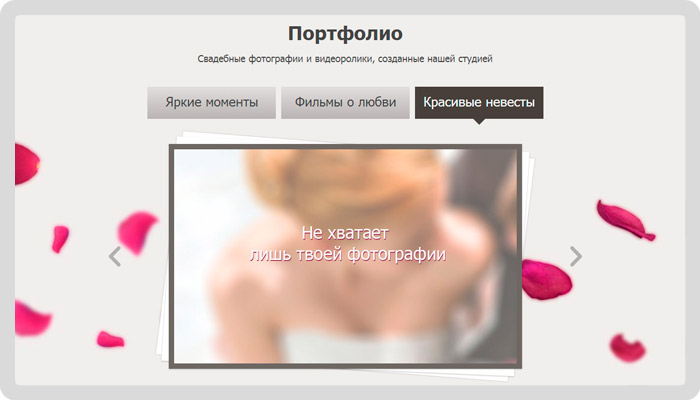 Портфолио
Свадебные фотографии и видеоролики, созданные нашей студией
Яркие моменты
Фильмы о любви
Красивые невесты
Не хватает
лишь твоей фотографии